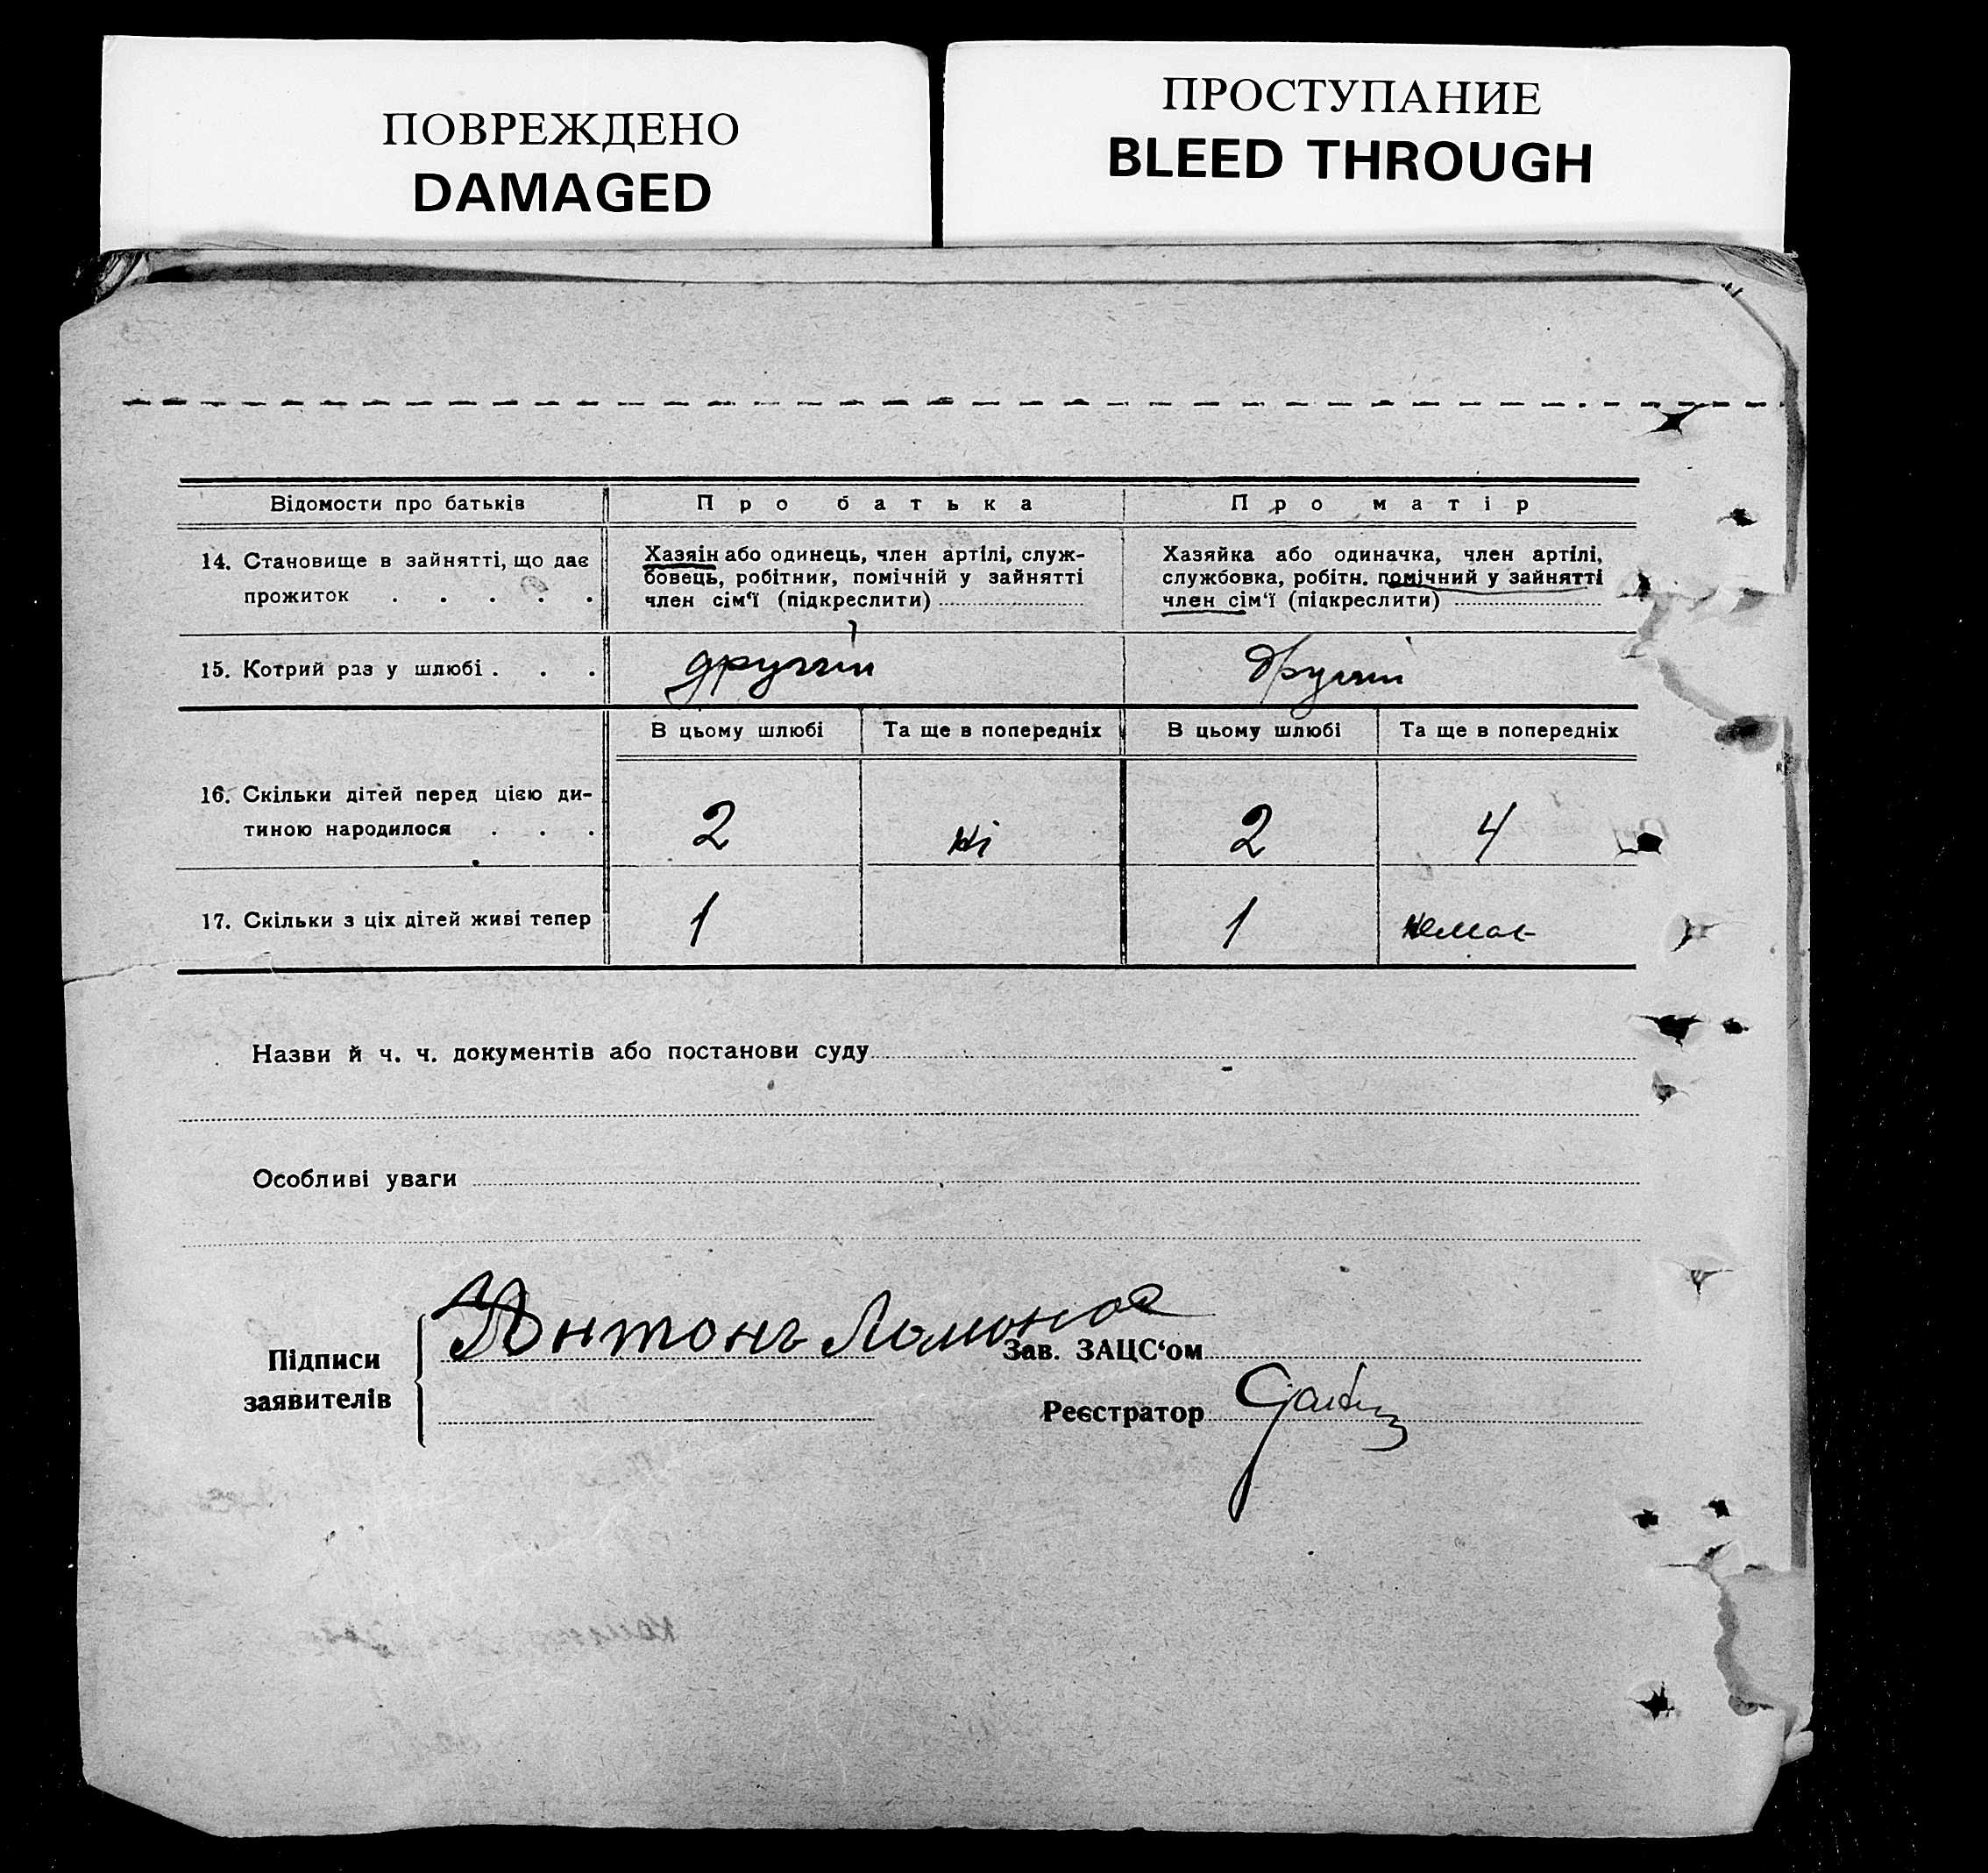 ПОВРЕЖДЕНО
DAMAGED
ПРОСТУПАНИЕ
BLEED THROUGH
Відомости про батьків
Про батька
Про матір
14. Становище в зайнятті, що дає
прожиток . . . . .
Хазяін або одинець, член артілі, служ-
бовець, робітник, помічній у зайнятті
член сім'ї (підкреслити)
Хазяйка або одиначка, член артілі,
службовка, робітн. помічний у зайнятті
член сім'ї (підкреслити)
15. Котрий раз у шлюбі . . .
другий
другий
В цьому шлюбі
Та ще в попередніх
В цьому шлюбі
Та ще в попередніх
16. Скільки дітей перед цією ди-
тиною народилося . . .
2
ні
2
4
17. Скільки з ціх дітей живі тепер
1
1
немає
Назви й ч. ч. документів або постанови суду
Особливі уваги
Підписи
заявителів
Антонъ
Зав. ЗАЦС'ом
Реєстратор